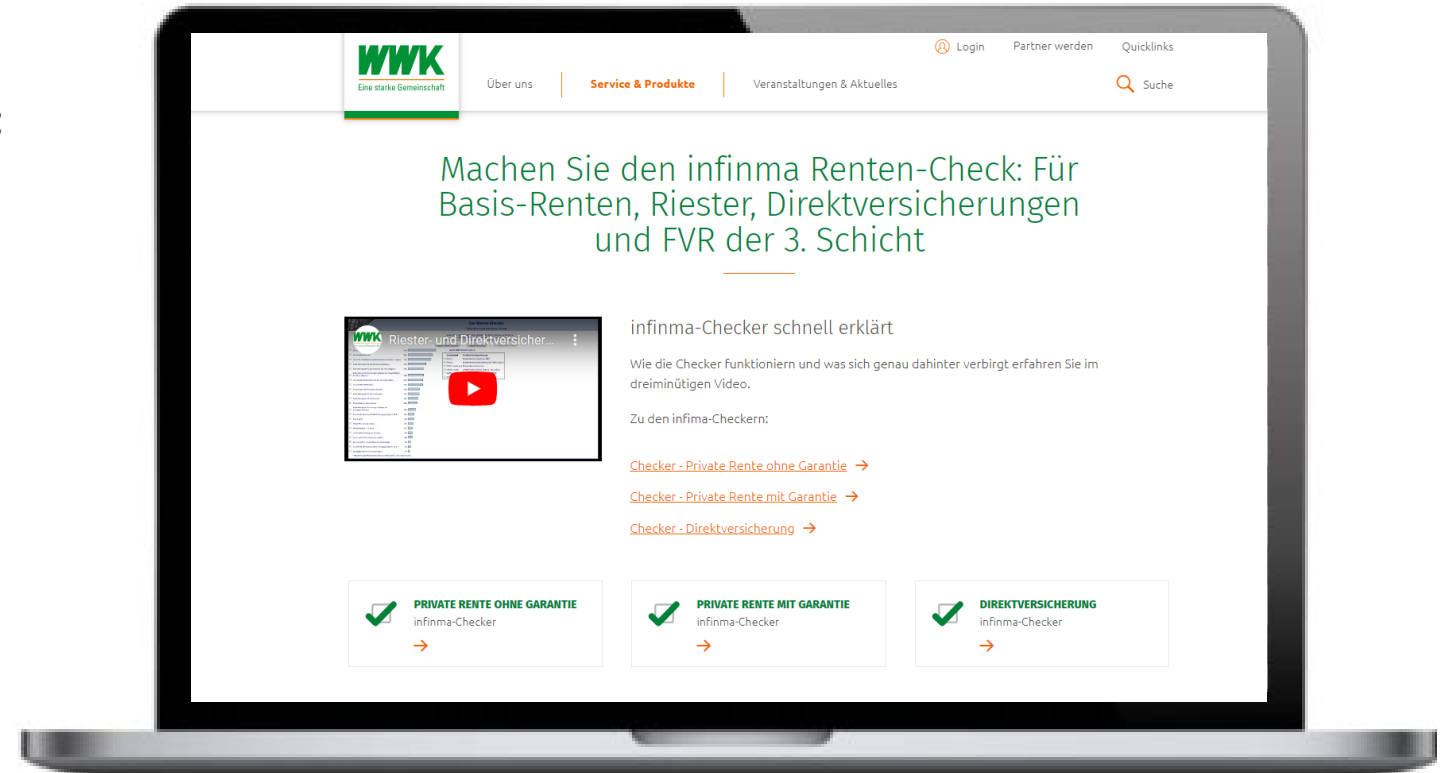 :
WWK
Eine starke Gemeinschaft
Login
Partner werden
Quicklinks
Über uns
Service & Produkte
Veranstaltungen & Aktuelles
Suche
Machen Sie den infinma Renten-Check: Für
Basis-Renten, Riester, Direktversicherungen
und FVR der 3. Schicht
WWK
Riester- und Direktversicher...
infinma-Checker schnell erklärt
Wie die Checker funktionieren und was sich genau dahinter verbirgt erfahren Sie im
dreiminütigen Video.
Zu den infima-Checkern:
Checker - Private Rente ohne Garantie →
Checker - Private Rente mit Garantie →
Checker - Direktversicherung →
PRIVATE RENTE OHNE GARANTIE
infinma-Checker
→
PRIVATE RENTE MIT GARANTIE
infinma-Checker
→
DIREKTVERSICHERUNG
infinma-Checker
→